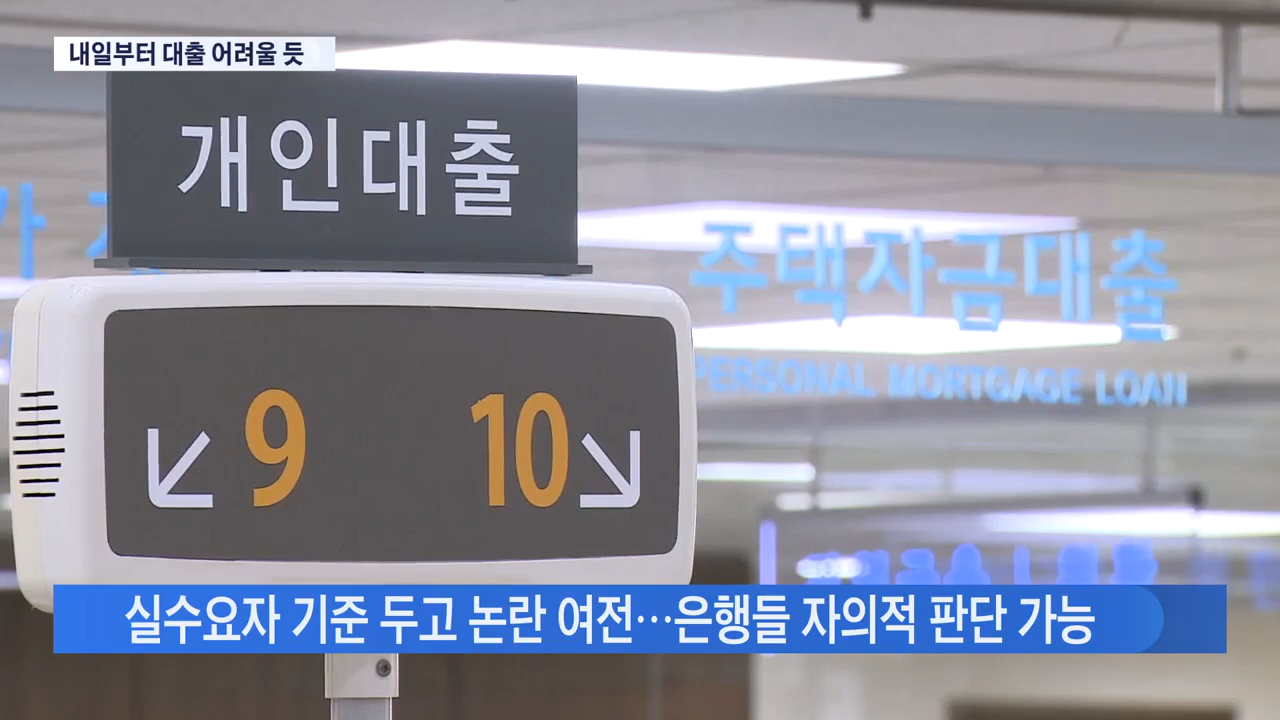 내일부터 대출 어려울 듯
개인대출
주택자금대출
PERSONAL MORTGAGE LOAN
9 10
실수요자 기준 두고 논란 여전…은행들 자의적 판단 가능